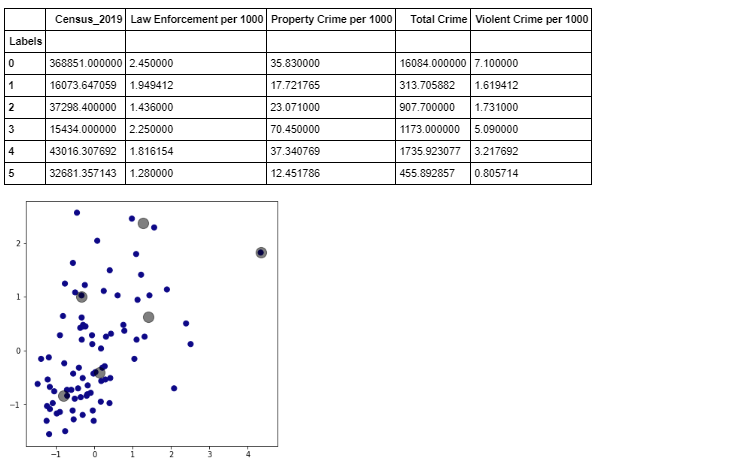 Census_2019 Law Enforcement per 1000 Property Crime per 1000 Total Crime Violent Crime per 1000
Labels
0 368851.000000 2.450000 35.830000 16084.000000 7.100000
1 16073.647059 1.949412 17.721765 313.705882 1.619412
2 37298.400000 1.436000 23.071000 907.700000 1.731000
3 15434.000000 2.250000 70.450000 1173.000000 5.090000
4 43016.307692 1.816154 37.340769 1735.923077 3.217692
5 32681.357143 1.280000 12.451786 455.892857 0.805714
2
1
0
−1
−1 0 1 2 3 4